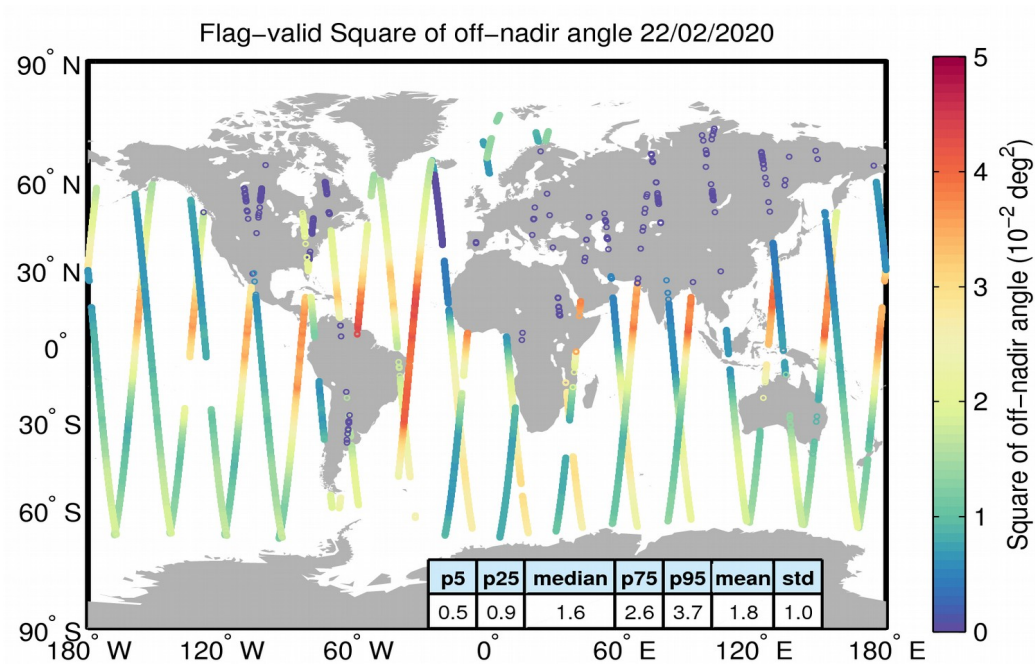 Flag−valid Square of off−nadir angle 22/02/2020
90° N
60° N
30° N
0°
30° S
60° S
90° S
180° W
120° W
60° W
0°
60° E
120° E
180° E
p5 p25 median p75 p95 mean std
0.5 0.9 1.6 2.6 3.7 1.8 1.0
5
4
3
2
1
0
Square of off−nadir angle (10⁻² deg²)